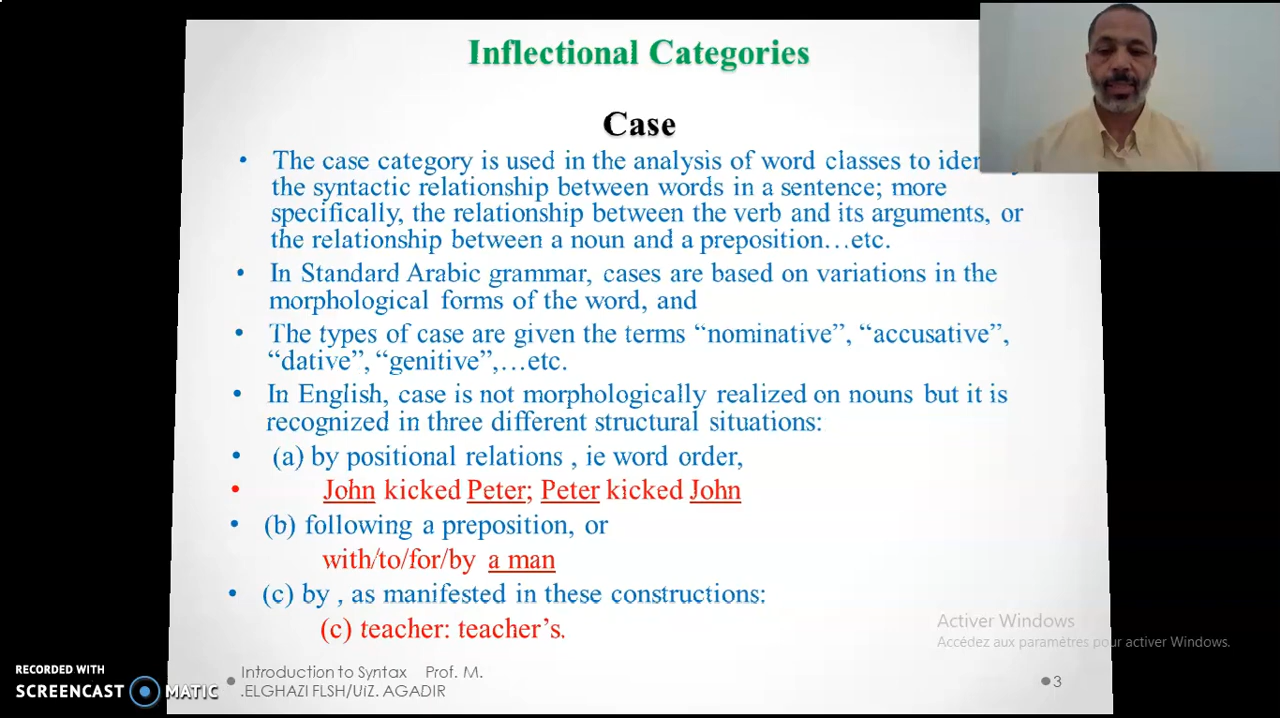 Inflectional Categories
Case
• The case category is used in the analysis of word classes to iden
the syntactic relationship between words in a sentence; more
specifically, the relationship between the verb and its arguments, or
the relationship between a noun and a preposition…etc.
• In Standard Arabic grammar, cases are based on variations in the
morphological forms of the word, and
• The types of case are given the terms “nominative”, “accusative”,
“dative”, “genitive”,…etc.
• In English, case is not morphologically realized on nouns but it is
recognized in three different structural situations:
• (a) by positional relations , ie word order,
• John kicked Peter; Peter kicked John
• (b) following a preposition, or
with/to/for/by a man
• (c) by , as manifested in these constructions:
(c) teacher: teacher’s.
Activer Windows
Accédez aux paramètres pour activer Windows.
Introduction to Syntax Prof. M.
.ELGHAZI FLSH/UiZ. AGADIR
3
RECORDED WITH
SCREENCAST MATIC